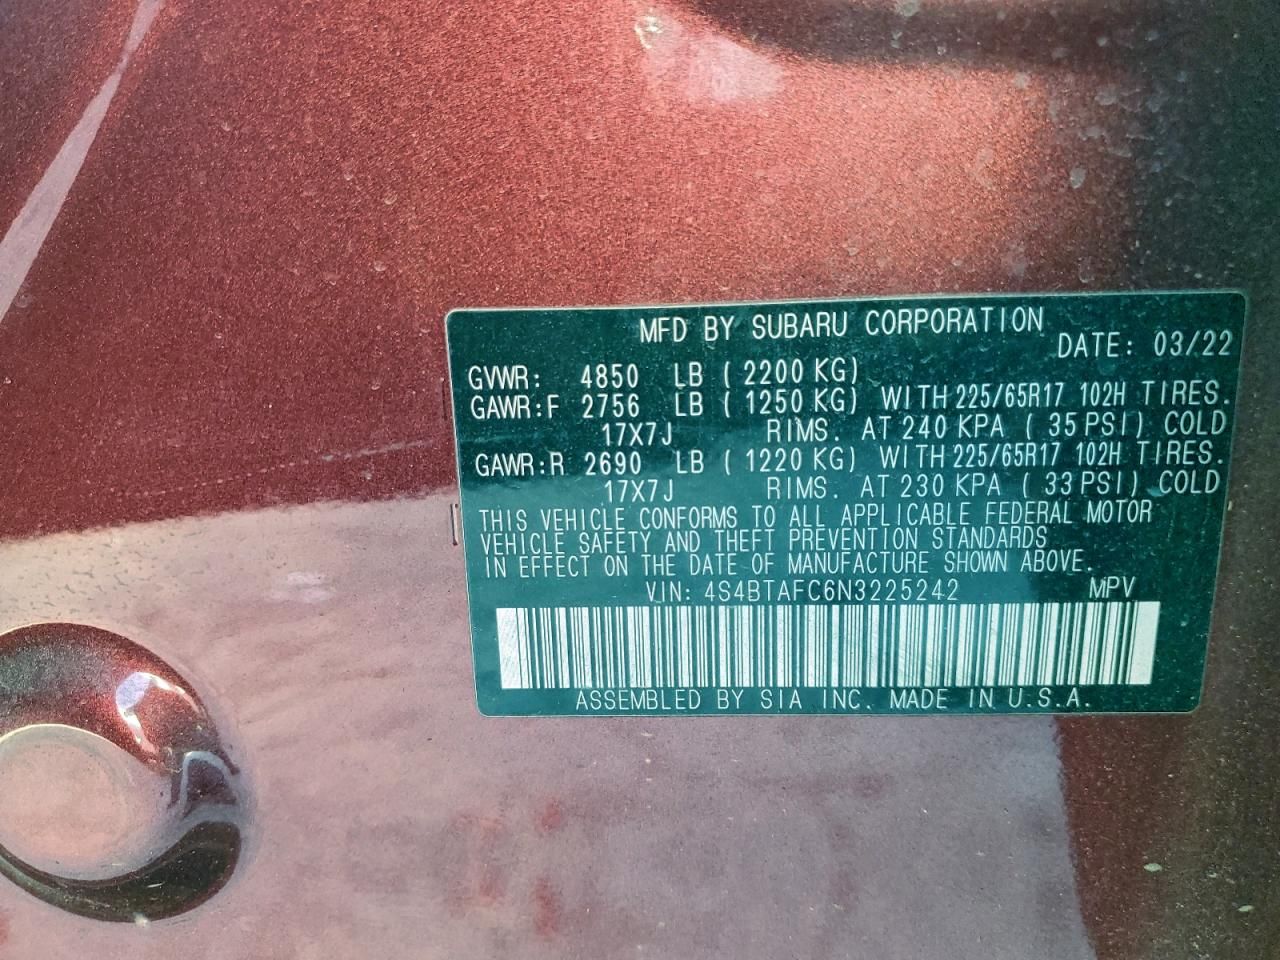 MFD BY SUBARU CORPORATION
DATE: 03/22
GVWR: 4850 LB ( 2200 KG)
GAWR:F 2756 LB ( 1250 KG) WITH 225/65R17 102H TIRES.
17X7J RIMS. AT 240 KPA ( 35 PSI) COLD
GAWR:R 2690 LB ( 1220 KG) WITH 225/65R17 102H TIRES.
17X7J RIMS. AT 230 KPA ( 33 PSI) COLD
THIS VEHICLE CONFORMS TO ALL APPLICABLE FEDERAL MOTOR
VEHICLE SAFETY AND THEFT PREVENTION STANDARDS
IN EFFECT ON THE DATE OF MANUFACTURE SHOWN ABOVE.
VIN: 4S4BTAFC6N3225242 MPV
ASSEMBLED BY SIA INC. MADE IN U.S.A.